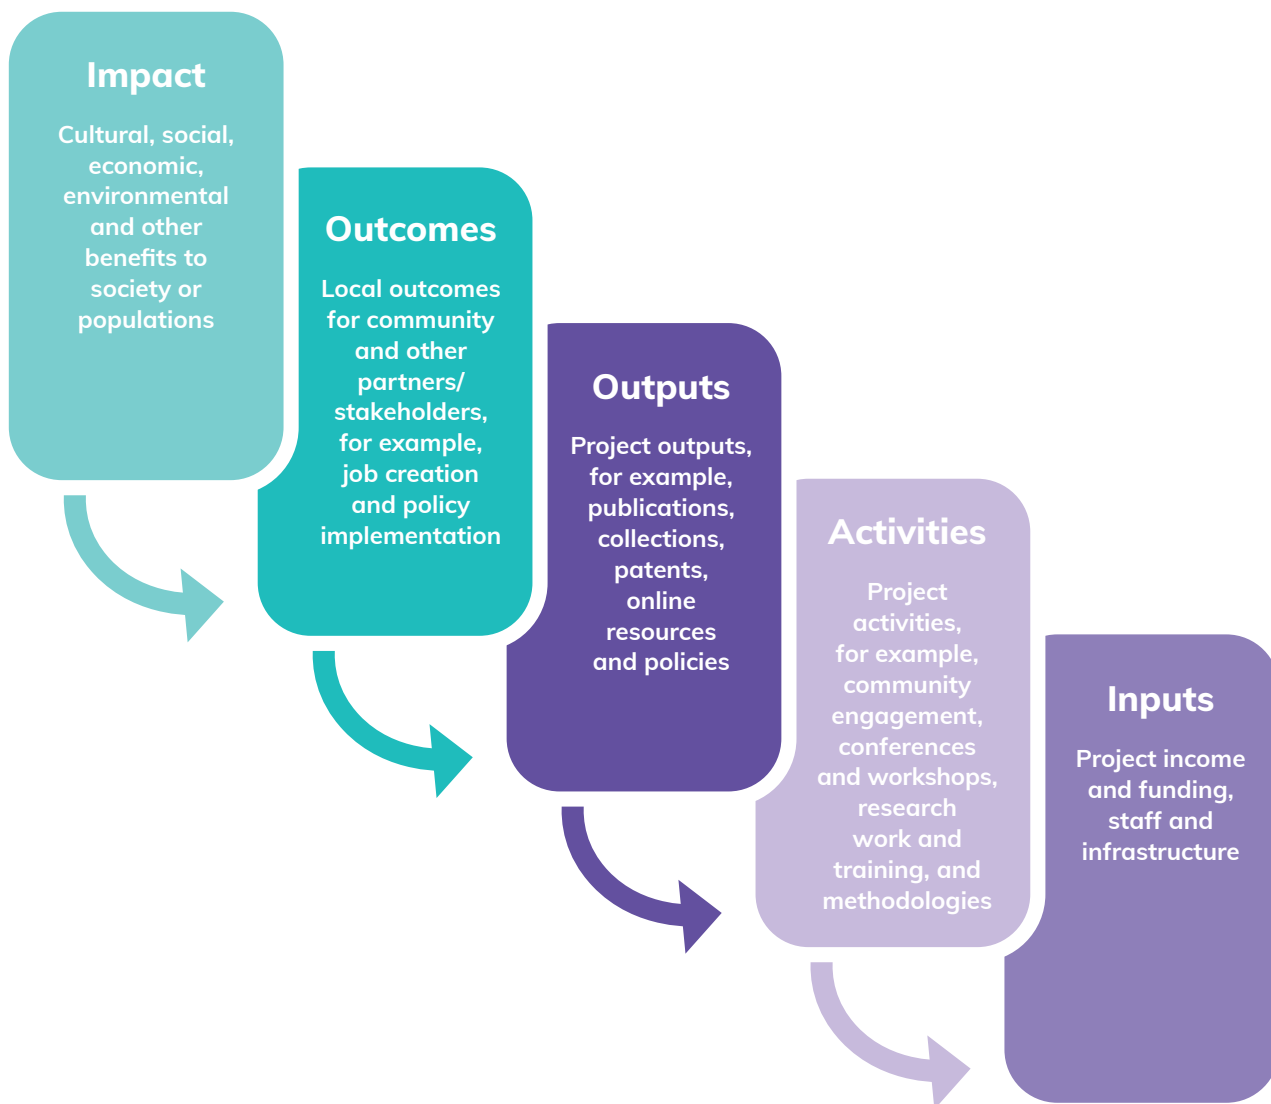 Impact
Cultural, social,
economic,
environmental
and other
benefits to
society or
populations
Outcomes
Local outcomes
for community
and other
partners/
stakeholders,
for example,
job creation
and policy
implementation
Outputs
Project outputs,
for example,
publications,
collections,
patents,
online
resources
and policies
Activities
Project
activities,
for example,
community
engagement,
conferences
and workshops,
research
work and
training, and
methodologies
Inputs
Project income
and funding,
staff and
infrastructure